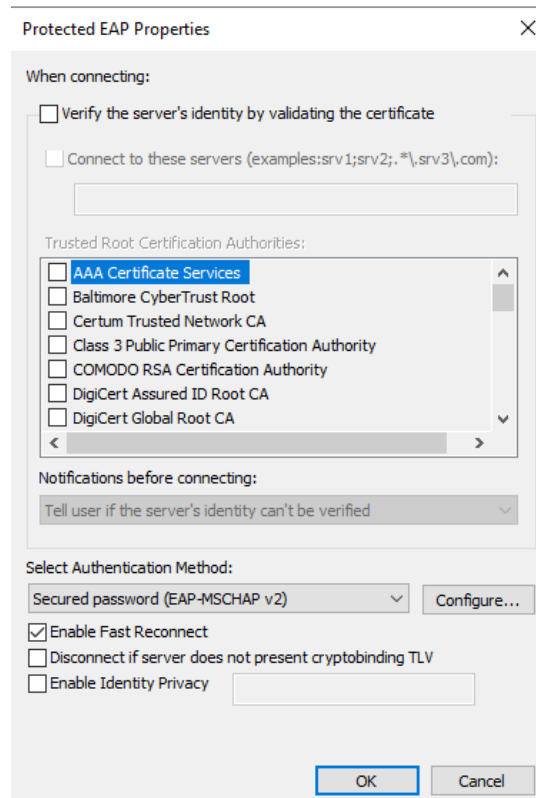 Protected EAP Properties
When connecting:
Verify the server's identity by validating the certificate
Connect to these servers (examples:srv1;srv2;.*\.srv3\.com):
Trusted Root Certification Authorities:
AAA Certificate Services
Baltimore CyberTrust Root
Certum Trusted Network CA
Class 3 Public Primary Certification Authority
COMODO RSA Certification Authority
DigiCert Assured ID Root CA
DigiCert Global Root CA
Notifications before connecting:
Tell user if the server's identity can't be verified
Select Authentication Method:
Secured password (EAP-MSCHAP v2) Configure...
Enable Fast Reconnect
Disconnect if server does not present cryptobinding TLV
Enable Identity Privacy
OK Cancel